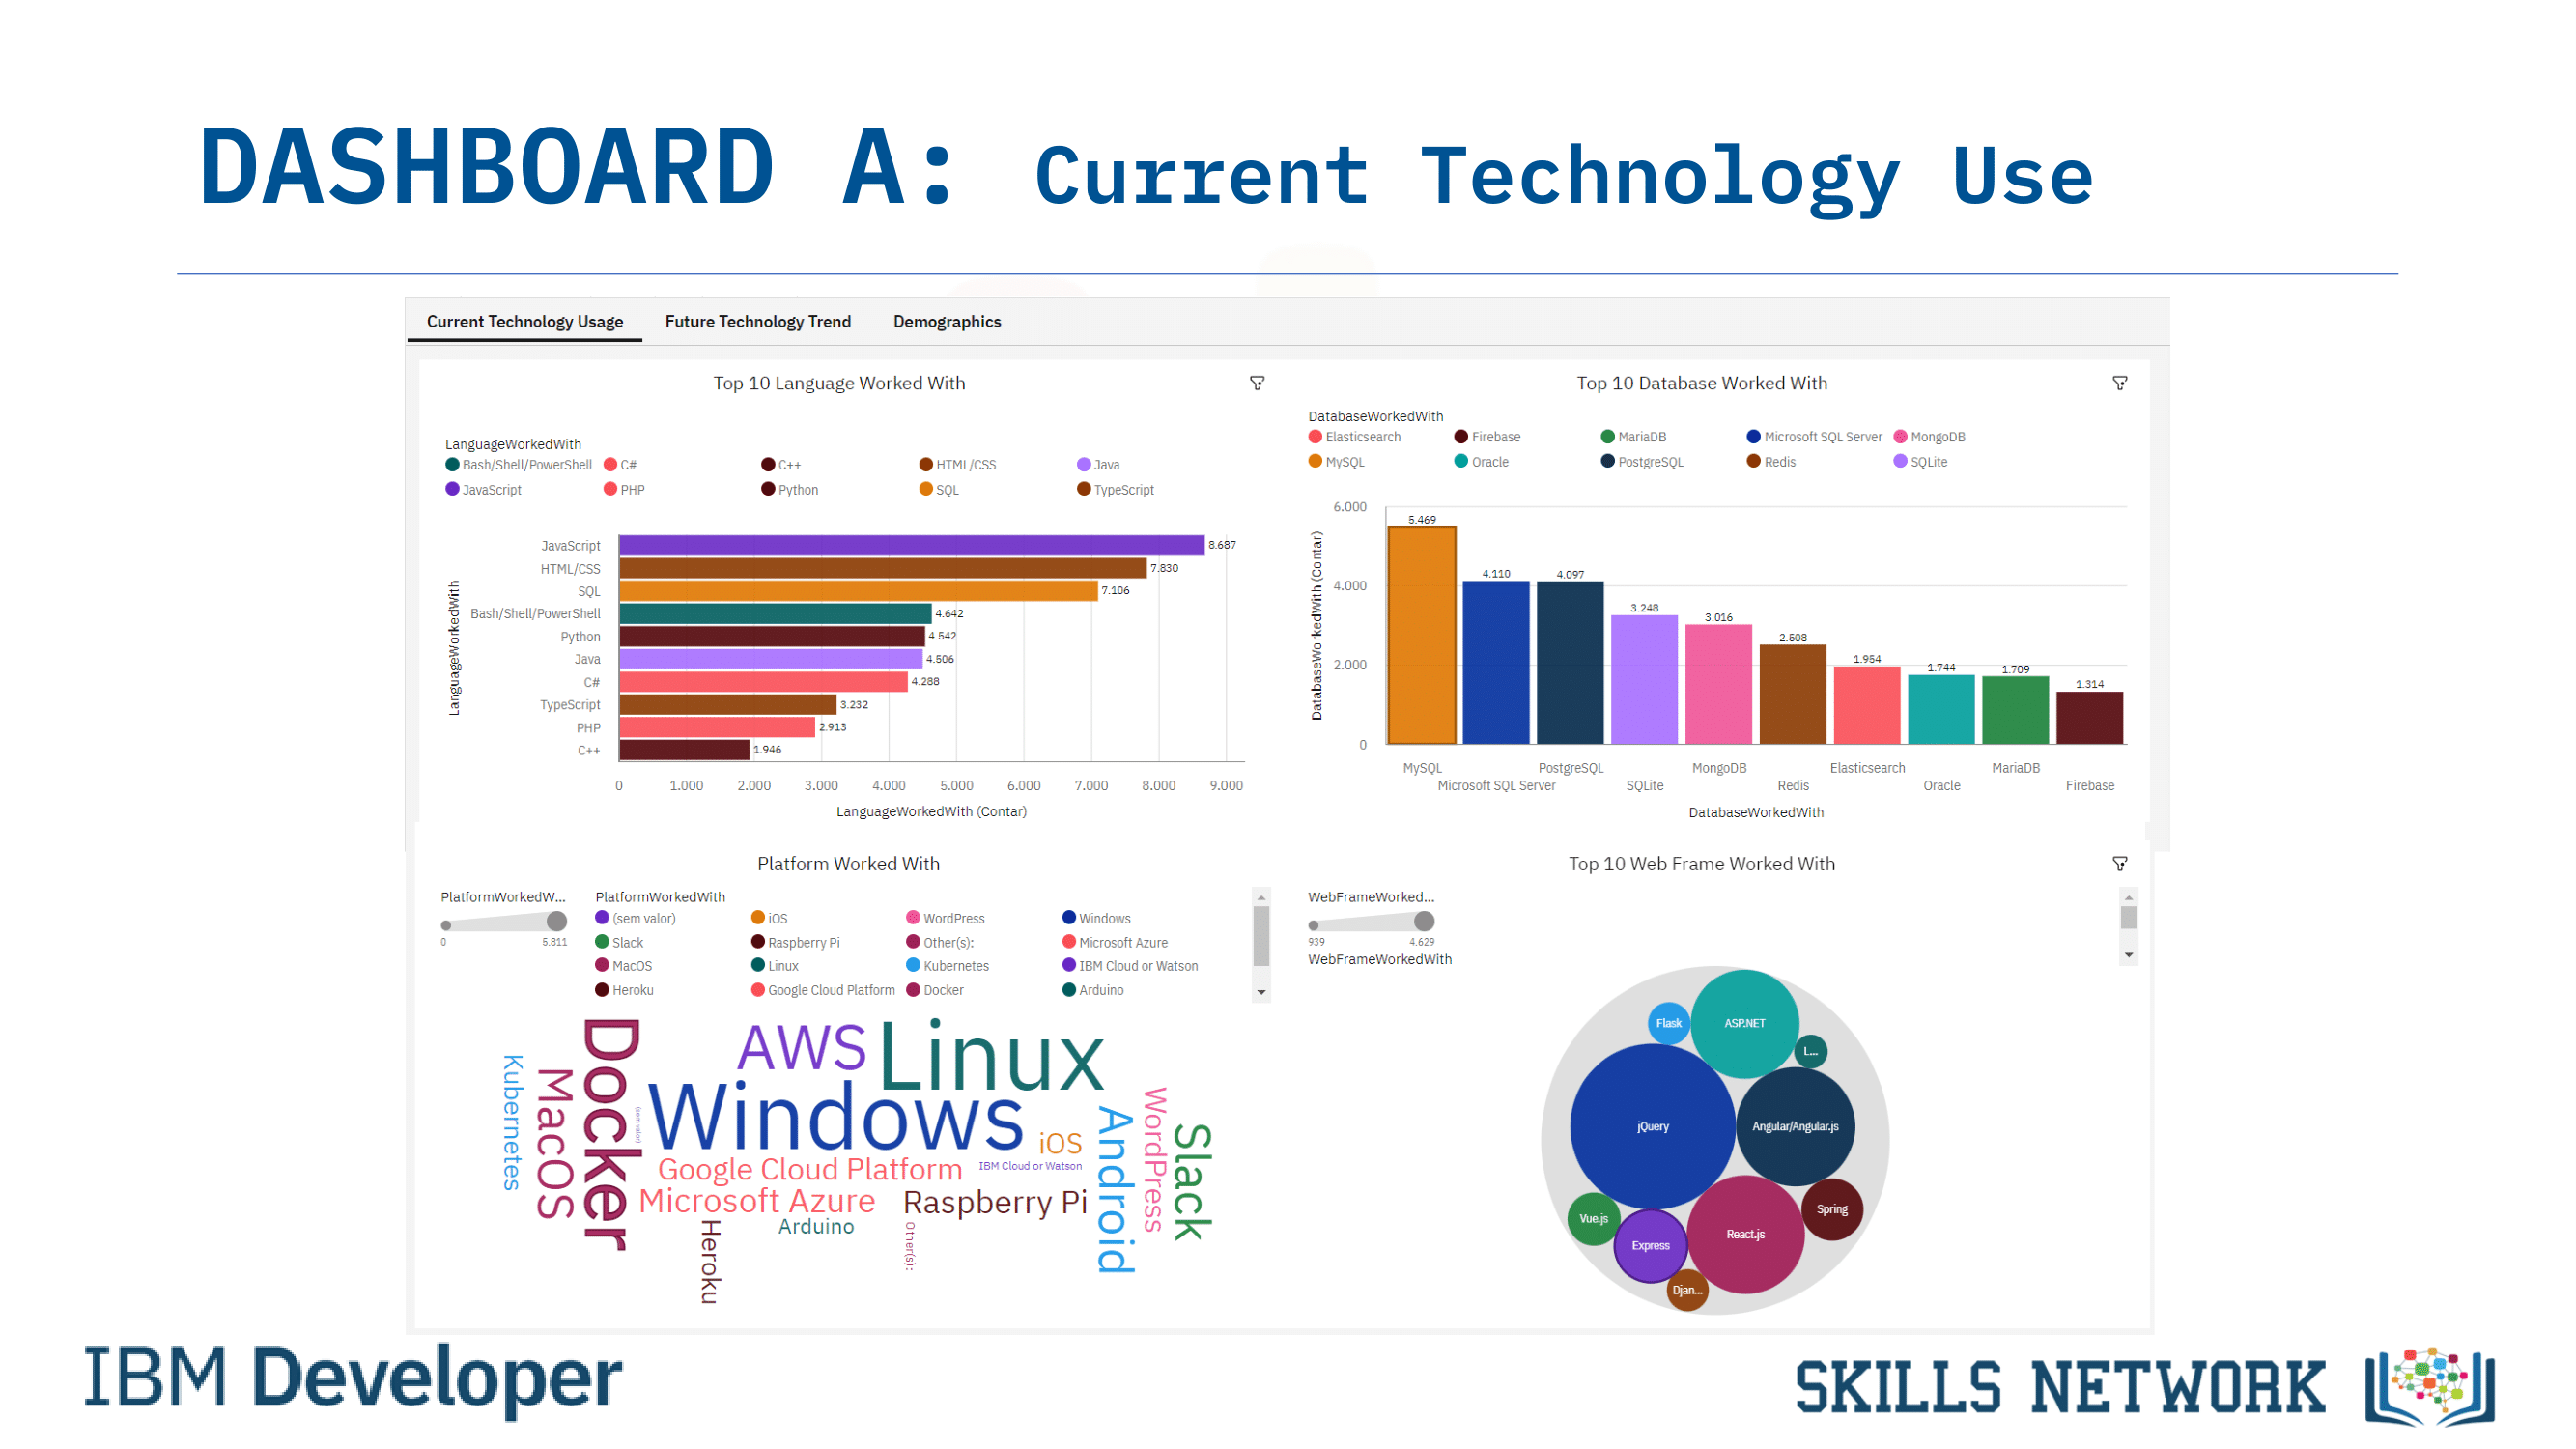 DASHBOARD A: Current Technology Use
Current Technology Usage Future Technology Trend Demographics
Top 10 Language Worked With
LanguageWorkedWith
Bash/Shell/PowerShell C# C++ HTML/CSS Java
JavaScript PHP Python SQL TypeScript
LanguageWorkedWith
JavaScript 8.687
HTML/CSS 7.830
SQL 7.106
Bash/Shell/PowerShell 4.642
Python 4.542
Java 4.506
C# 4.288
TypeScript 3.232
PHP 2.913
C++ 1.946
0 1.000 2.000 3.000 4.000 5.000 6.000 7.000 8.000 9.000
LanguageWorkedWith (Contar)
Top 10 Database Worked With
DatabaseWorkedWith
Elasticsearch Firebase MariaDB Microsoft SQL Server MongoDB
MySQL Oracle PostgreSQL Redis SQLite
DatabaseWorkedWith (Contar)
6.000
4.000
2.000
0
5.469 4.110 4.097 3.248 3.016 2.508 1.954 1.744 1.709 1.314
MySQL PostgreSQL MongoDB Elasticsearch MariaDB
Microsoft SQL Server SQLite Redis Oracle Firebase
DatabaseWorkedWith
Platform Worked With
PlatformWorkedW...
0 5.811
PlatformWorkedWith
(sem valor) iOS WordPress Windows
Slack Raspberry Pi Other(s): Microsoft Azure
MacOS Linux Kubernetes IBM Cloud or Watson
Heroku Google Cloud Platform Docker Arduino
Kubernetes
MacOS
Docker
(sem valor)
AWS
Linux
Windows
iOS
Google Cloud Platform
IBM Cloud or Watson
Microsoft Azure
Raspberry Pi
Heroku
Arduino
Other(s):
Android
WordPress
Slack
Top 10 Web Frame Worked With
WebFrameWorked...
939 4.629
WebFrameWorkedWith
Flask
ASP.NET
L...
jQuery
Angular/Angular.js
Vue.js
Express
React.js
Spring
Djan...
IBM Developer
SKILLS NETWORK